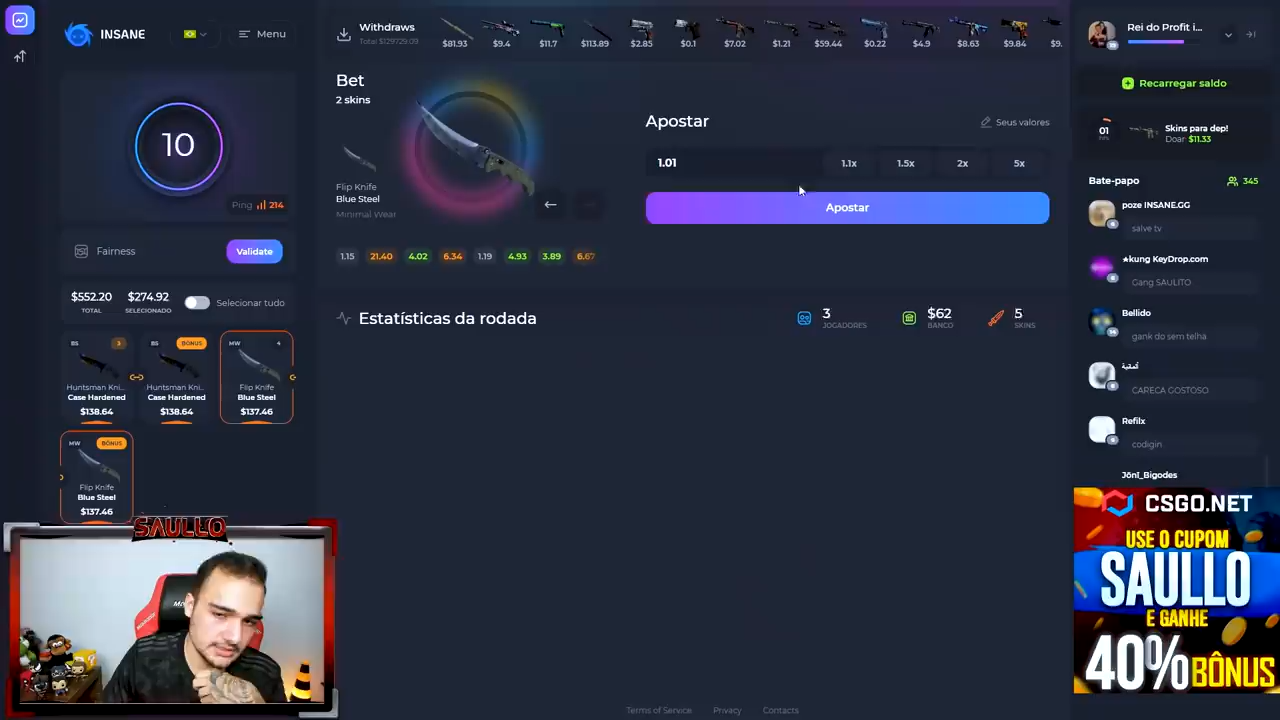 INSANE
Menu
Withdraws
Total $129729.09
$81.93
$9.4
$11.7
$113.89
$2.85
$0.1
$7.02
$1.21
$59.44
$0.22
$4.9
$8.63
$9.84
$9.
Rei do Profit i...
10
Ping 214
Fairness
Validate
$552.20
TOTAL
$274.92
SELECIONADO
Selecionar tudo
BS 3
Huntsman Kni...
Case Hardened
$138.64
BS BONUS
Huntsman Kni...
Case Hardened
$138.64
MW 4
Flip Knife
Blue Steel
$137.46
MW BÔNUS
Flip Knife
Blue Steel
$137.46
Bet
2 skins
Flip Knife
Blue Steel
Minimal Wear
Apostar
Seus valores
1.01
1.1x
1.5x
2x
5x
Apostar
1.15
21.40
4.02
6.34
1.19
4.93
3.89
6.67
Estatísticas da rodada
3
JOGADORES
$62
BANCO
5
SKINS
Recarregar saldo
01
Skins para dep!
Doar $11.33
Bate-papo
345
poze INSANE.GG
salve tv
★kung KeyDrop.com
Gang SAULITO
Bellido
gank do sem telha
CARECA GOSTOSO
Refilx
codigin
Jõnî_Bigodes
SAULLO
CSGO.NET
USE O CUPOM
SAULLO
E GANHE
40% BÔNUS
Terms of Service
Privacy
Contacts